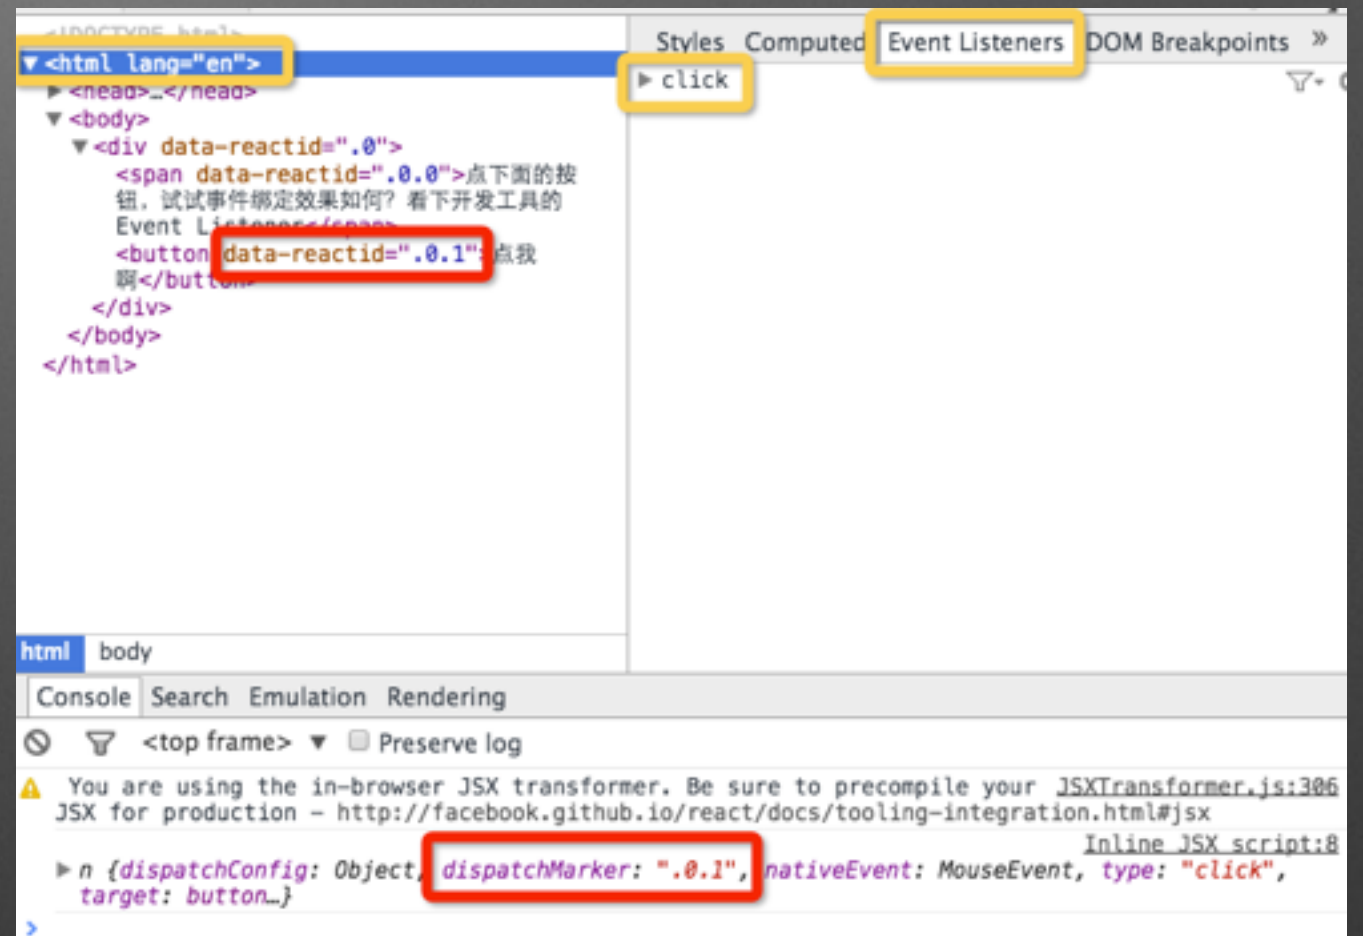 <!DOCTYPE html>
▼<html lang="en">
▶<head>…</head>
▼<body>
▼<div data-reactid=".0">
<span data-reactid=".0.0">点下面的按
钮，试试事件绑定效果如何？看下开发工具的
Event Listener</span>
<button data-reactid=".0.1">点我
啊</button>
</div>
</body>
</html>
html body
Styles Computed Event Listeners DOM Breakpoints »
▶ click
Console Search Emulation Rendering
<top frame> ▼ Preserve log
You are using the in-browser JSX transformer. Be sure to precompile your JSXTransformer.js:306
JSX for production – http://facebook.github.io/react/docs/tooling-integration.html#jsx
Inline JSX script:8
▶ n {dispatchConfig: Object, dispatchMarker: ".0.1", nativeEvent: MouseEvent, type: "click",
target: button…}
>